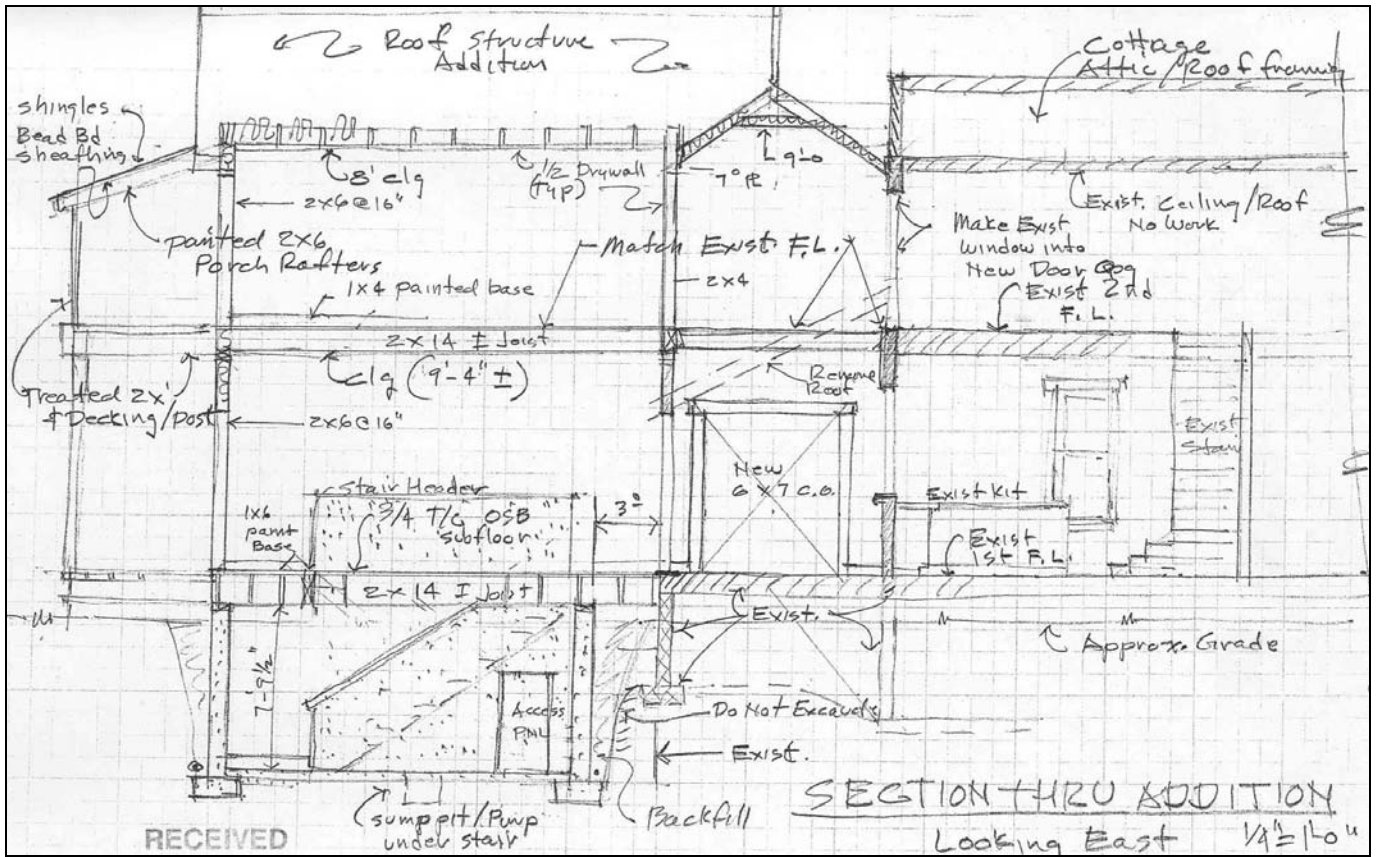 Roof Structure
Addition
Cottage
Attic/Roof framing
shingles
Bead Bd
sheathing
8' clg
1/2 Drywall
(typ)
9'-0
7° PL
2x6@16"
painted 2x6
Porch Rafters
Match Exist F.L.
Exist. Ceiling/Roof
No Work
Make Exist
window into
New Door Opg
Exist 2nd
F.L.
2x4
1x4 painted base
2x14 I Joist
clg (9'-4" ±)
Remove
Roof
Treated 2x
& Decking/post
2x6@16"
Exist
Stair
New
6 x 7 c.o.
Stair Header
3/4 T/G OSB
subfloor
3°
1x6
paint
Base
Exist Kit
Exist
1st F.L.
2x14 I Joist
Exist.
Approx. Grade
7'-9 1/2"
Access
PNL
Do Not Excavate
Exist.
Backfill
sump pit/Pump
under stair
SECTION THRU ADDITION
Looking East 1/4"=1'-0"
RECEIVED